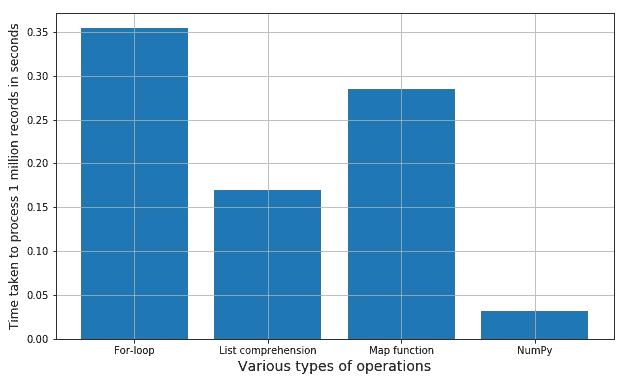 Time taken to process 1 million records in seconds
0.35
0.30
0.25
0.20
0.15
0.10
0.05
0.00
For-loop List comprehension Map function NumPy
Various types of operations